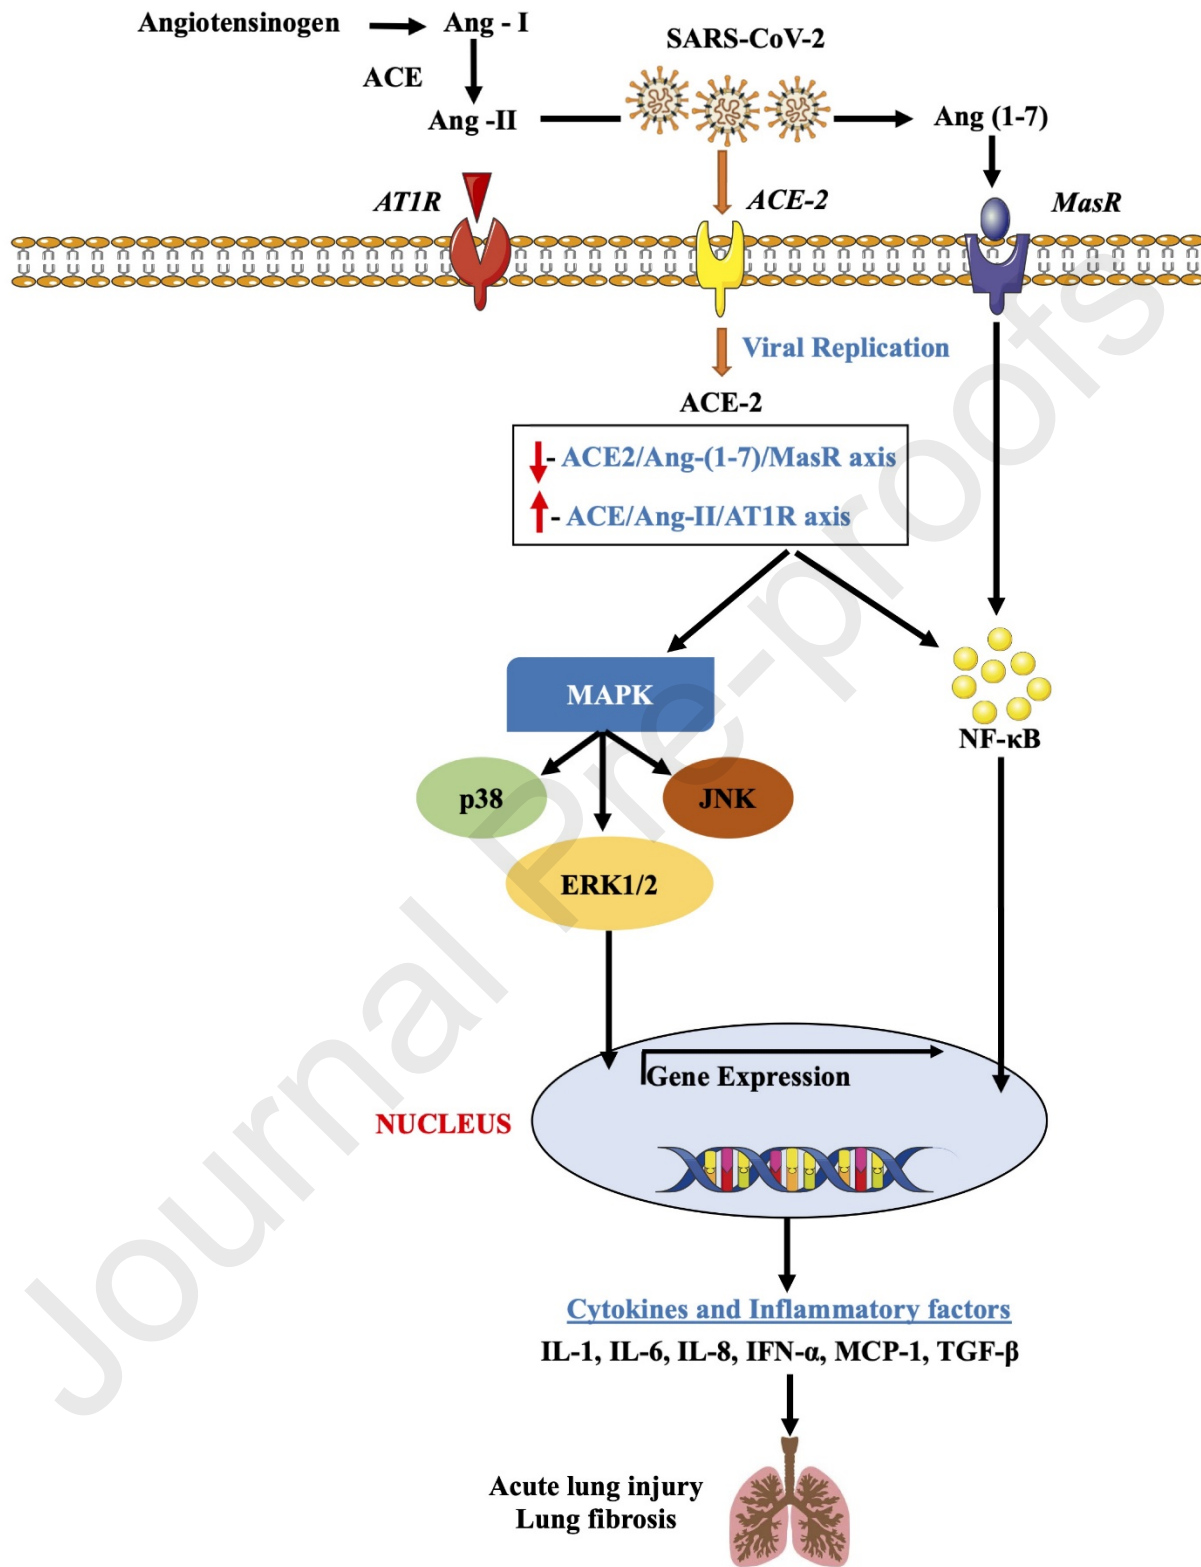 Angiotensinogen
Ang - I
SARS-CoV-2
ACE
Ang -II
Ang (1-7)
AT1R
ACE-2
MasR
Viral Replication
ACE-2
- ACE2/Ang-(1-7)/MasR axis
- ACE/Ang-II/AT1R axis
MAPK
NF-κB
p38
JNK
ERK1/2
Gene Expression
NUCLEUS
Cytokines and Inflammatory factors
IL-1, IL-6, IL-8, IFN-α, MCP-1, TGF-β
Acute lung injury
Lung fibrosis
Journal Pre-proofs